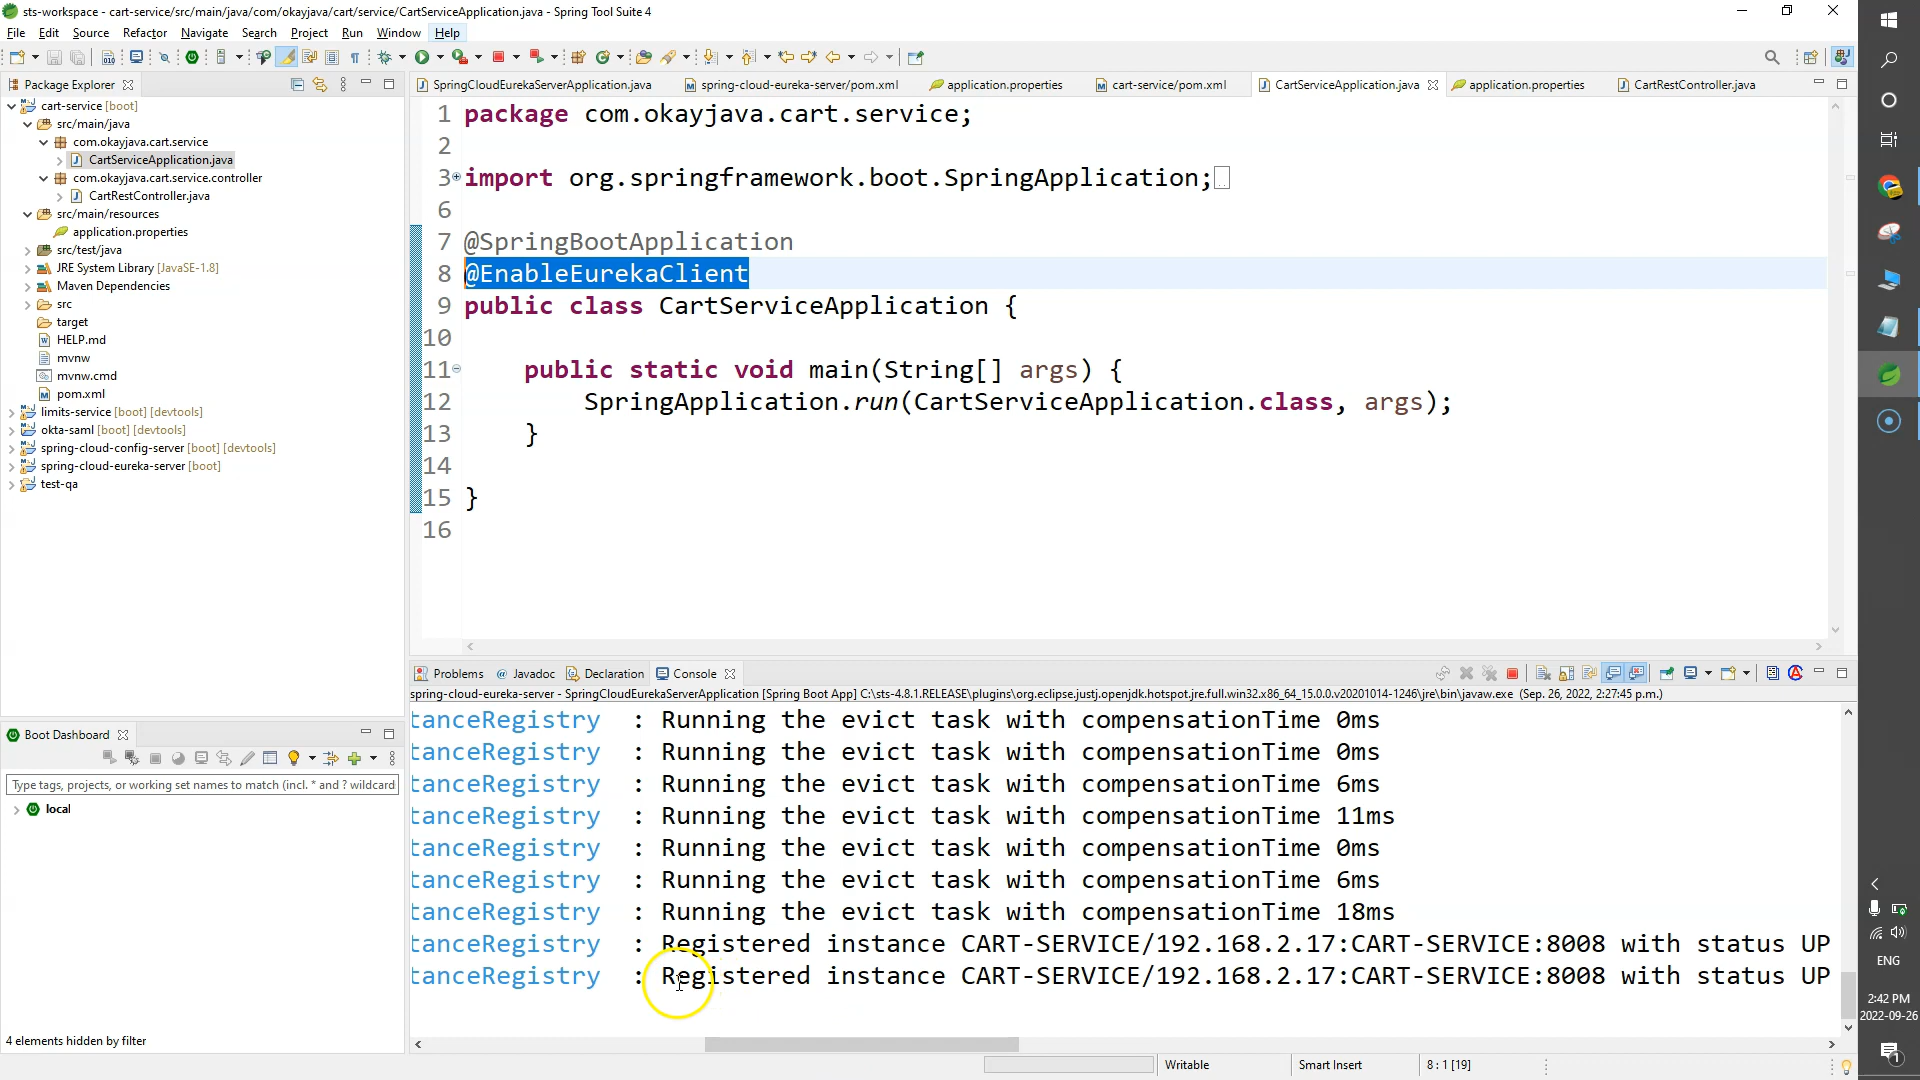 sts-workspace - cart-service/src/main/java/com/okayjava/cart/service/CartServiceApplication.java - Spring Tool Suite 4
File Edit Source Refactor Navigate Search Project Run Window Help
Package Explorer
cart-service [boot]
src/main/java
com.okayjava.cart.service
CartServiceApplication.java
com.okayjava.cart.service.controller
CartRestController.java
src/main/resources
application.properties
src/test/java
JRE System Library [JavaSE-1.8]
Maven Dependencies
src
target
HELP.md
mvnw
mvnw.cmd
pom.xml
limits-service [boot] [devtools]
okta-saml [boot] [devtools]
spring-cloud-config-server [boot] [devtools]
spring-cloud-eureka-server [boot]
test-qa
Boot Dashboard
Type tags, projects, or working set names to match (incl. * and ? wildcard
local
4 elements hidden by filter
SpringCloudEurekaServerApplication.java spring-cloud-eureka-server/pom.xml application.properties cart-service/pom.xml CartServiceApplication.java application.properties CartRestController.java
1 package com.okayjava.cart.service;
2
3 import org.springframework.boot.SpringApplication;
6
7 @SpringBootApplication
8 @EnableEurekaClient
9 public class CartServiceApplication {
10
11 public static void main(String[] args) {
12 SpringApplication.run(CartServiceApplication.class, args);
13 }
14
15 }
16
Problems @ Javadoc Declaration Console
spring-cloud-eureka-server - SpringCloudEurekaServerApplication [Spring Boot App] C:\sts-4.8.1.RELEASE\plugins\org.eclipse.justj.openjdk.hotspot.jre.full.win32.x86_64_15.0.0.v20201014-1246\jre\bin\javaw.exe (Sep. 26, 2022, 2:27:45 p.m.)
tanceRegistry : Running the evict task with compensationTime 0ms
tanceRegistry : Running the evict task with compensationTime 0ms
tanceRegistry : Running the evict task with compensationTime 6ms
tanceRegistry : Running the evict task with compensationTime 11ms
tanceRegistry : Running the evict task with compensationTime 0ms
tanceRegistry : Running the evict task with compensationTime 6ms
tanceRegistry : Running the evict task with compensationTime 18ms
tanceRegistry : Registered instance CART-SERVICE/192.168.2.17:CART-SERVICE:8008 with status UP
tanceRegistry : Registered instance CART-SERVICE/192.168.2.17:CART-SERVICE:8008 with status UP
Writable Smart Insert 8 : 1 [19]
ENG
2:42 PM
2022-09-26
1